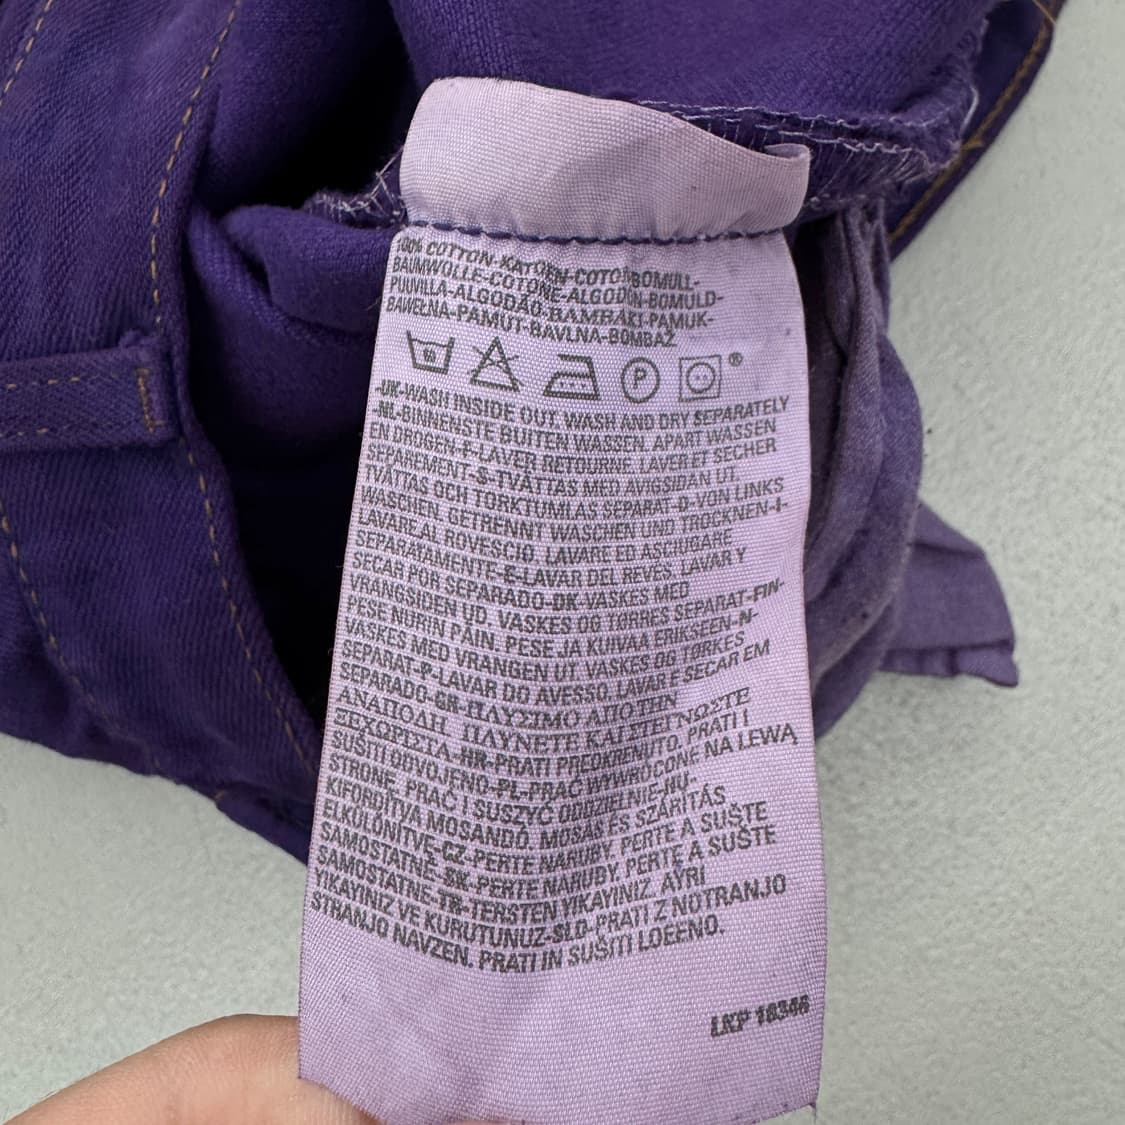 100% COTTON-KATOEN-COTON-BOMULL-
BAUMWOLLE-COTONE-ALGODÓN-BOMULD-
PUUVILLA-ALGODÃO-BAMBAKI-PAMUK-
BAWEŁNA-PAMUT-BAVLNA-BOMBAŽ
60 P ®
-UK-WASH INSIDE OUT. WASH AND DRY SEPARATELY
-NL-BINNENSTE BUITEN WASSEN. APART WASSEN
EN DROGEN-F-LAVER RETOURNE. LAVER ET SECHER
SEPAREMENT-S-TVÄTTAS MED AVIGSIDAN UT.
TVÄTTAS OCH TORKTUMLAS SEPARAT-D-VON LINKS
WASCHEN. GETRENNT WASCHEN UND TROCKNEN-I-
LAVARE AL ROVESCIO. LAVARE ED ASCIUGARE
SEPARATAMENTE-E-LAVAR DEL REVÉS. LAVAR Y
SECAR POR SEPARADO-DK-VASKES MED
VRANGSIDEN UD. VASKES OG TØRRES SEPARAT-FIN-
PESE NURIN PÄIN. PESE JA KUIVAA ERIKSEEN-N-
VASKES MED VRANGEN UT. VASKES OG TØRKES
SEPARAT-P-LAVAR DO AVESSO. LAVAR E SECAR EM
SEPARADO-GR-ΠΛΥΣΙΜΟ ΑΠΟ ΤΗΝ
ΑΝΑΠΟΔΗ. ΠΛΥΝΕΤΕ ΚΑΙ ΣΤΕΓΝΩΣΤΕ
ΞΕΧΩΡΙΣΤΑ-HR-PRATI PREOKRENUTO. PRATI I
SUŠITI ODVOJENO-PL-PRAĆ WYWRÓCONE NA LEWĄ
STRONĘ. PRAĆ I SUSZYĆ ODDZIELNIE-HU-
KIFORDÍTVA MOSANDÓ. MOSÁS ÉS SZÁRÍTÁS
ELKÜLÖNÍTVE-CZ-PERTE NARUBY. PERTE A SUŠTE
SAMOSTATNĚ-SK-PERTE NARUBY. PERTE A SUŠTE
SAMOSTATNE-TR-TERSTEN YIKAYINIZ. AYRI
YIKAYINIZ VE KURUTUNUZ-SLO-PRATI Z NOTRANJO
STRANJO NAVZEN. PRATI IN SUŠITI LOČENO.
LKP 18346